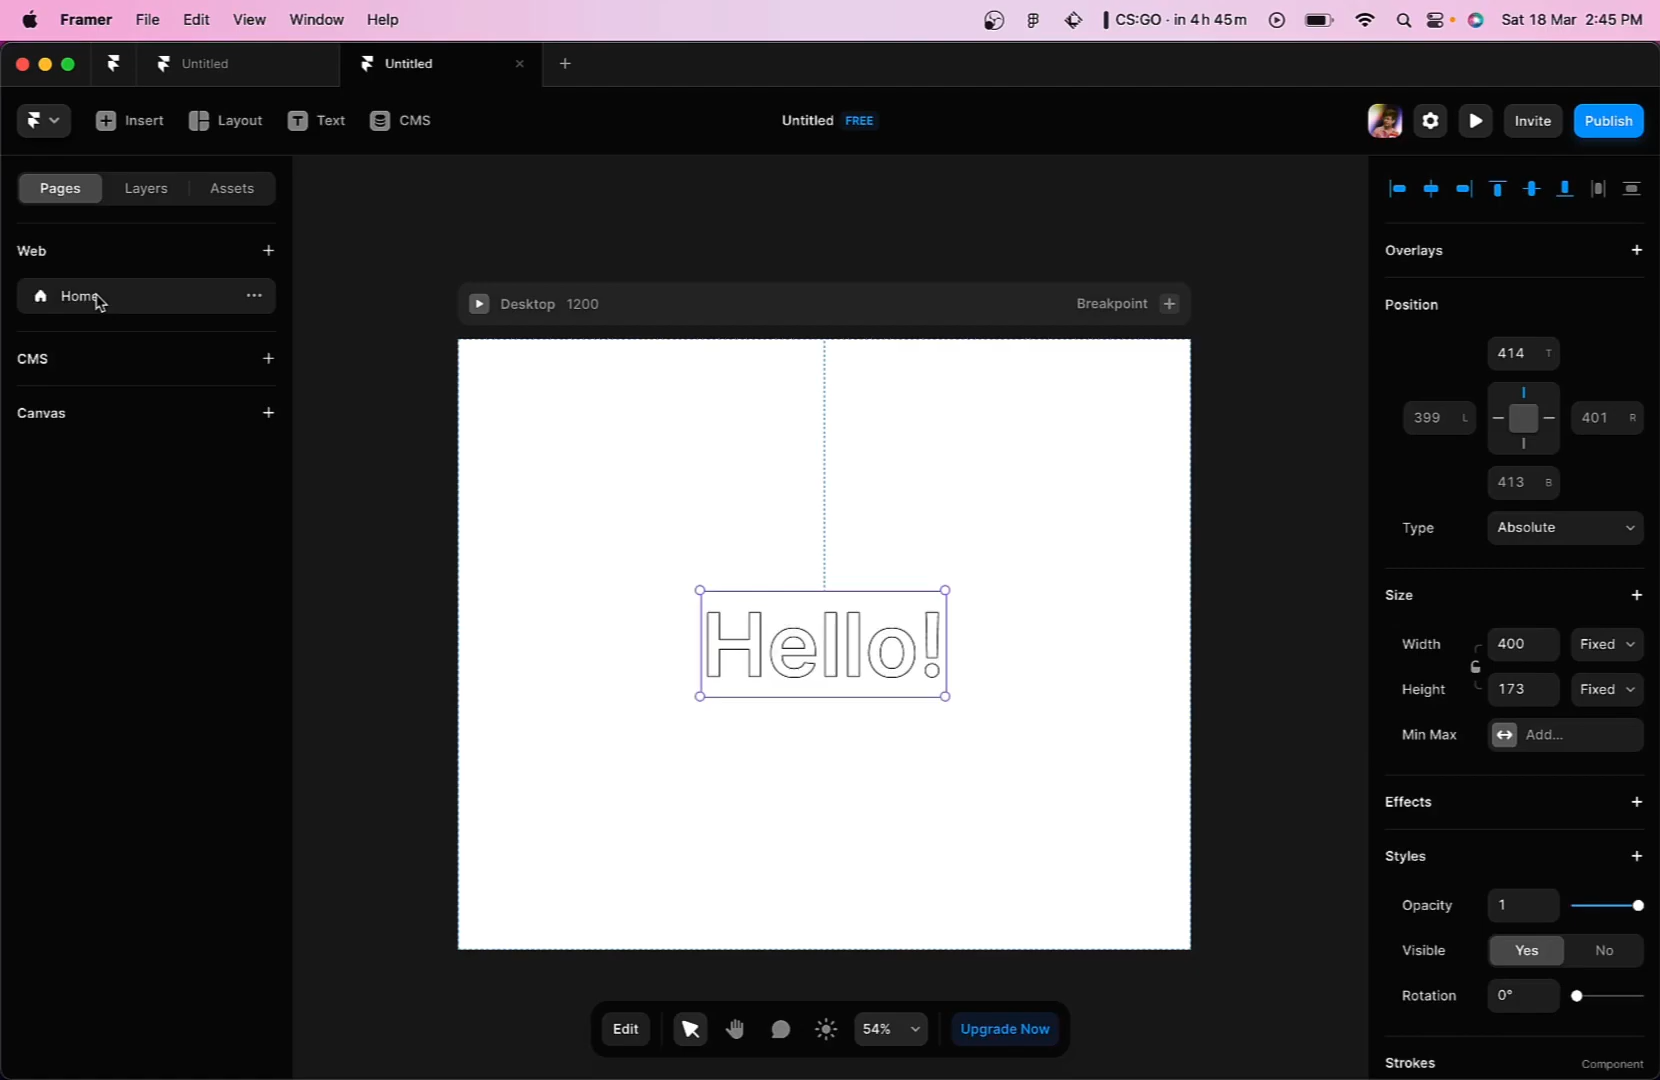 Framer File Edit View Window Help CS:GO · in 4 h 45 m Sat 18 Mar 2:45 PM
Untitled Untitled
Insert Layout Text CMS Untitled FREE Invite Publish
Pages Layers Assets
Web
Home
CMS
Canvas
Desktop 1200 Breakpoint
Hello!
Edit 54% Upgrade Now
Overlays
Position
414 T
399 L 401 R
413 B
Type Absolute
Size
Width 400 Fixed
Height 173 Fixed
Min Max Add...
Effects
Styles
Opacity 1
Visible Yes No
Rotation 0°
Strokes Component